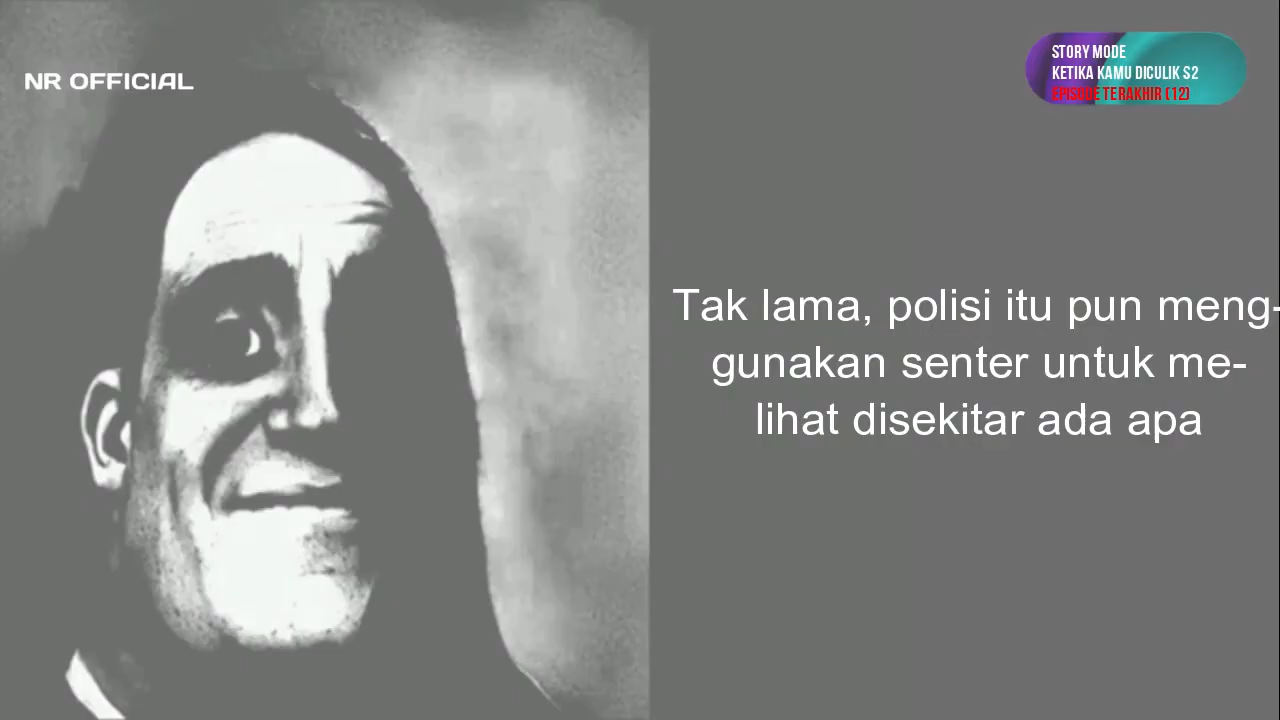 NR OFFICIAL
STORY MODE
KETIKA KAMU DICULIK S2
EPISODE TERAKHIR (12)
Tak lama, polisi itu pun meng-
gunakan senter untuk me-
lihat disekitar ada apa